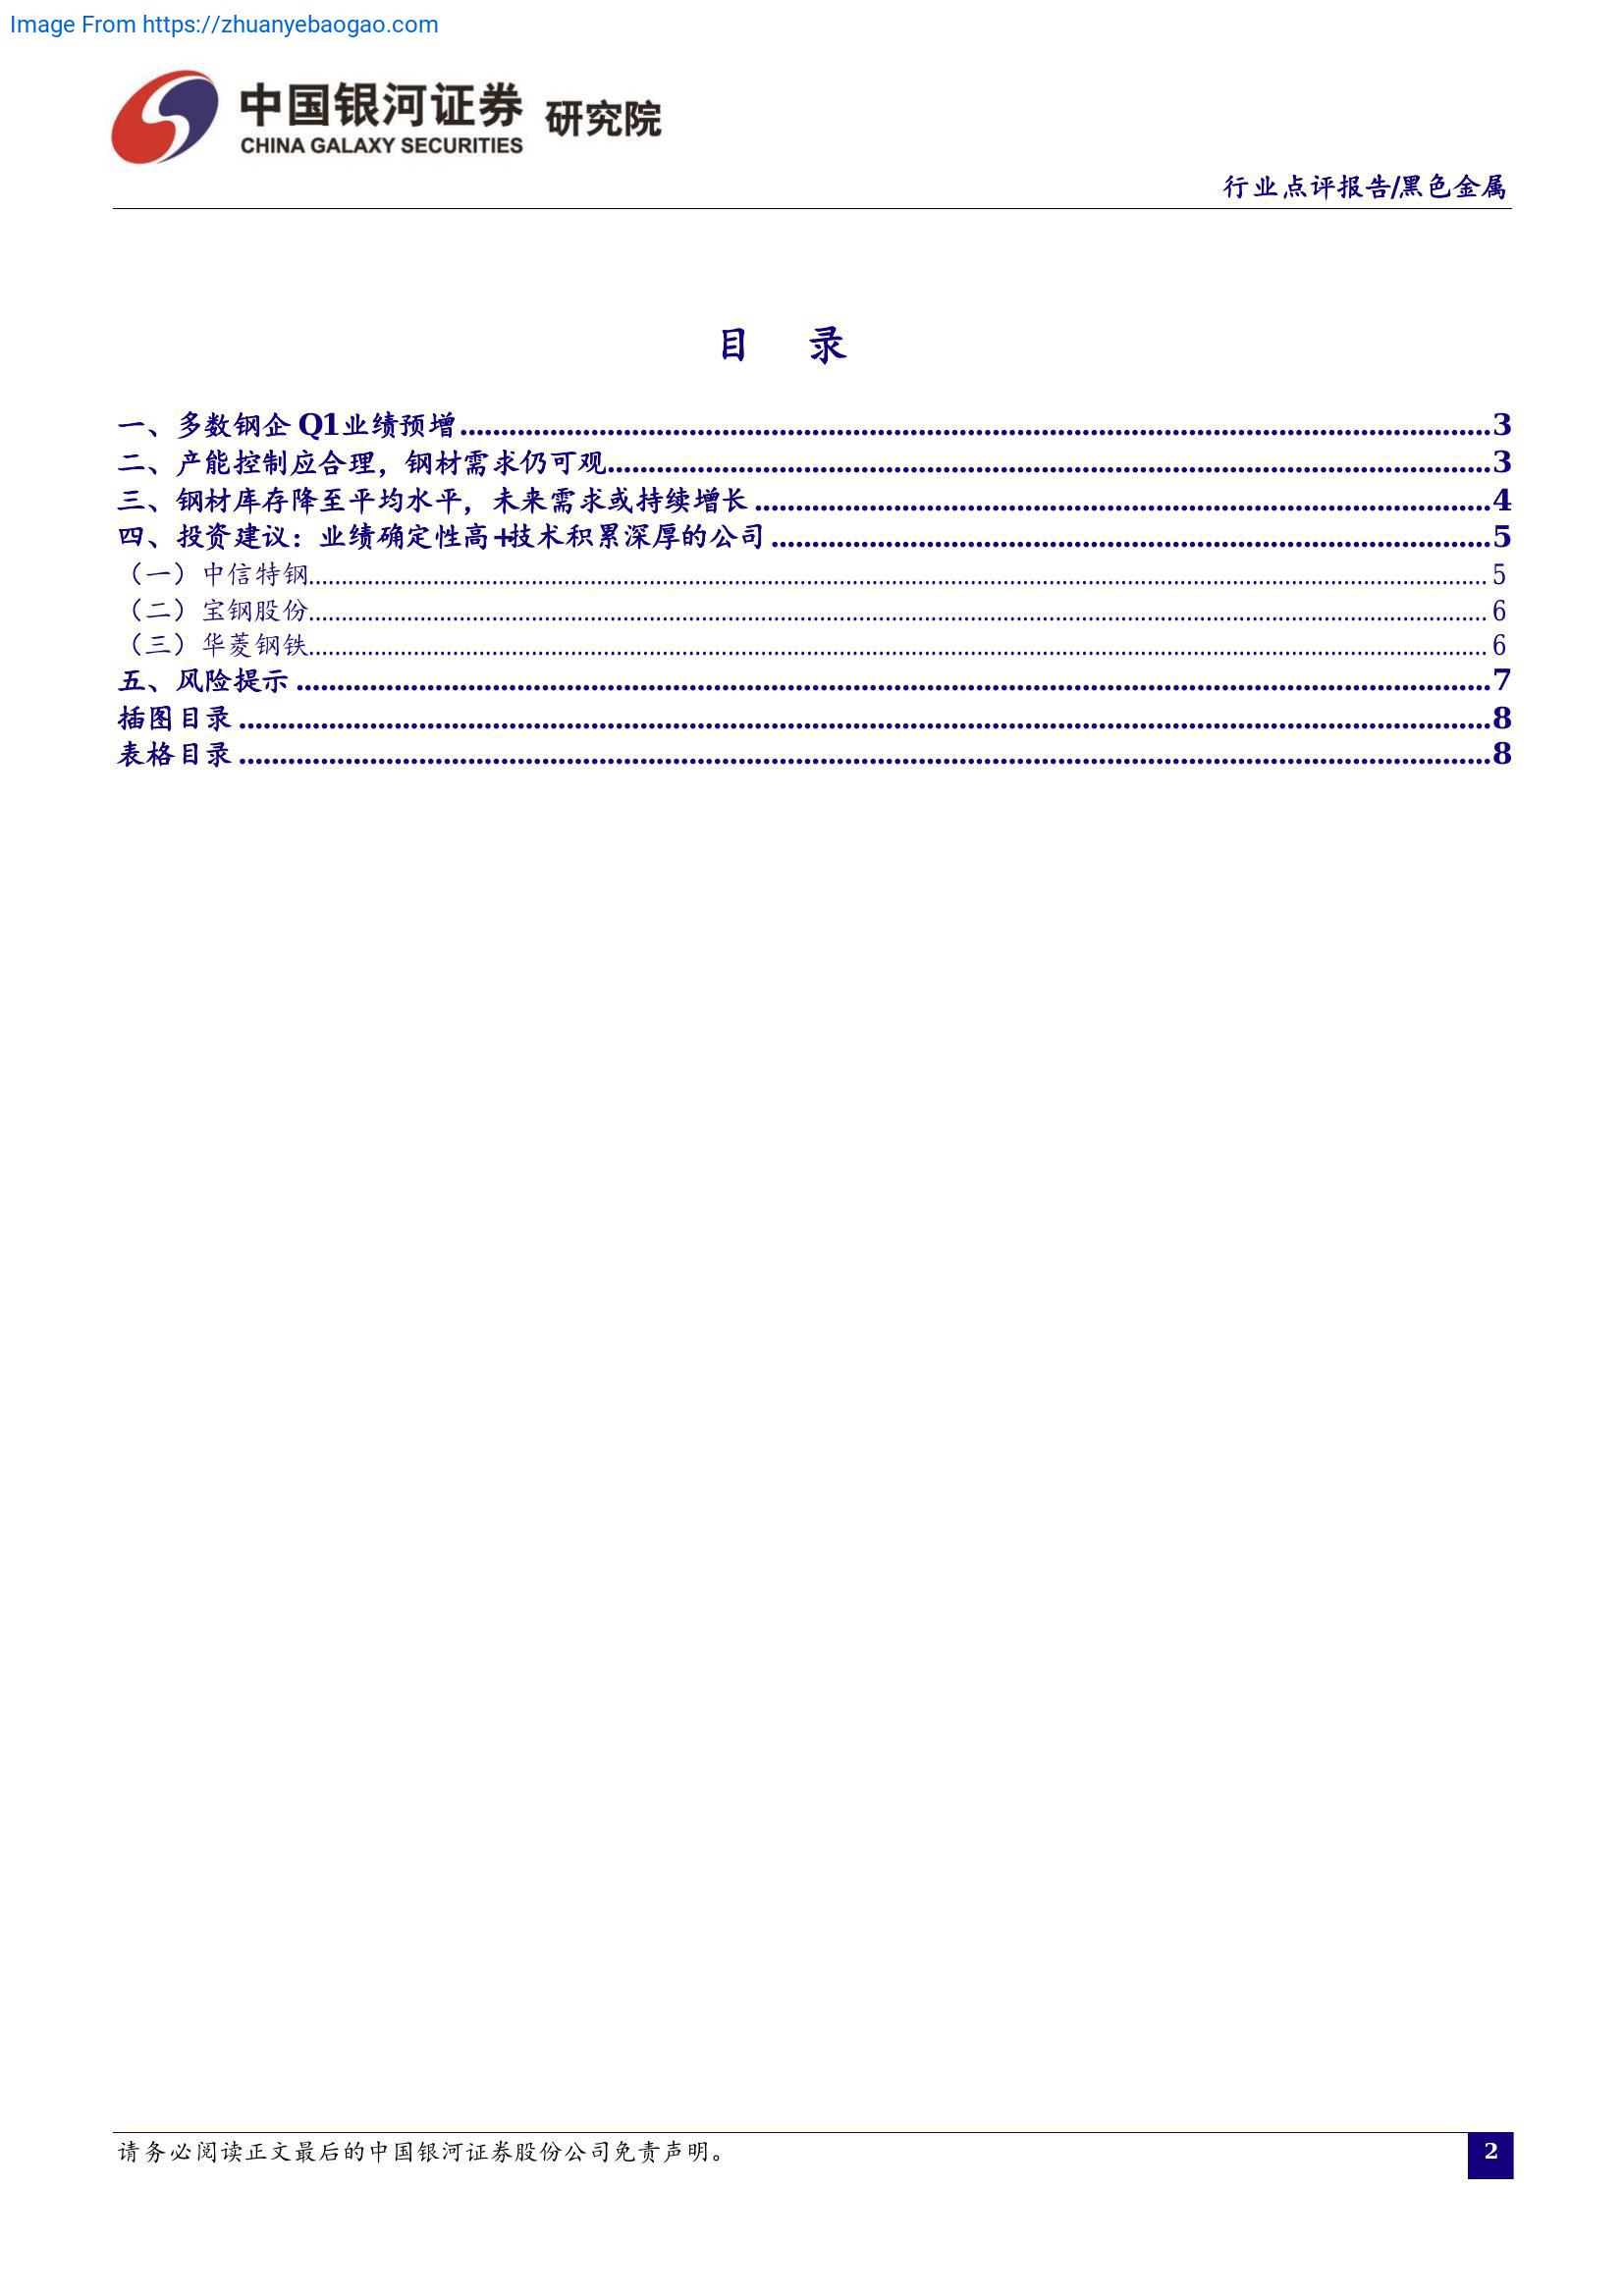 Image From https://zhuanyebaogao.com
中国银河证券 研究院
CHINA GALAXY SECURITIES
行业点评报告/黑色金属
目 录
一、多数钢企 Q1业绩预增....................3
二、产能控制应合理，钢材需求仍可观....................3
三、钢材库存降至平均水平，未来需求或持续增长....................4
四、投资建议：业绩确定性高+技术积累深厚的公司....................5
（一）中信特钢.................... 5
（二）宝钢股份.................... 6
（三）华菱钢铁.................... 6
五、风险提示....................7
插图目录....................8
表格目录....................8
请务必阅读正文最后的中国银河证券股份公司免责声明。
2